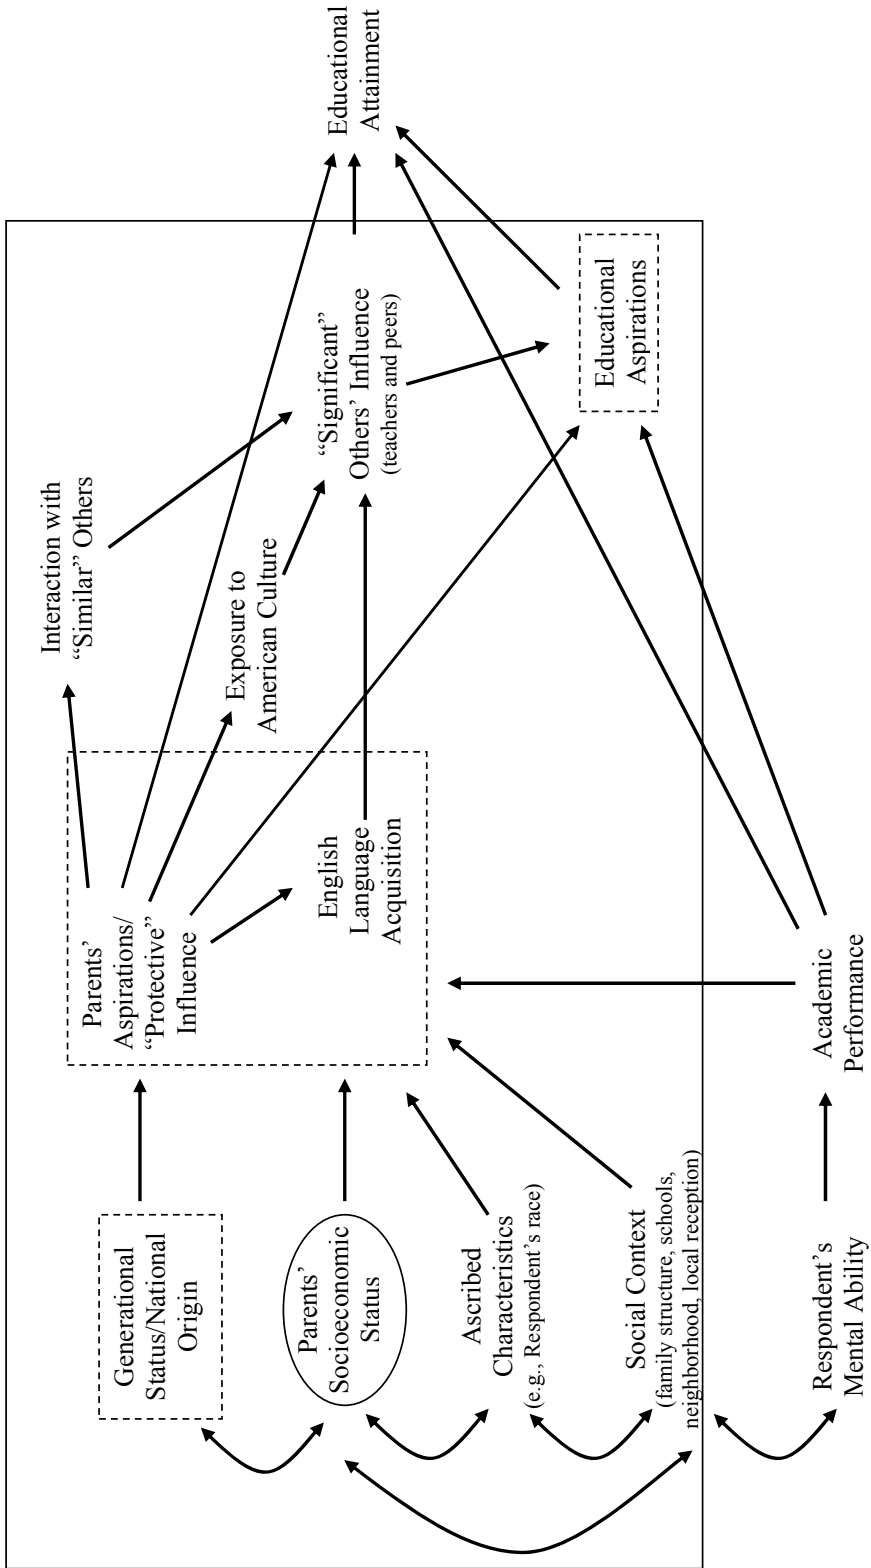 Generational
Status/National
Origin
Parents’
Socioeconomic
Status
Ascribed
Characteristics
(e.g., Respondent’s race)
Social Context
(family structure, schools,
neighborhood, local reception)
Respondent’s
Mental Ability
Parents’
Aspirations/
“Protective”
Influence
English
Language
Acquisition
Academic
Performance
Interaction with
“Similar” Others
Exposure to
American Culture
“Significant”
Others’ Influence
(teachers and peers)
Educational
Aspirations
Educational
Attainment